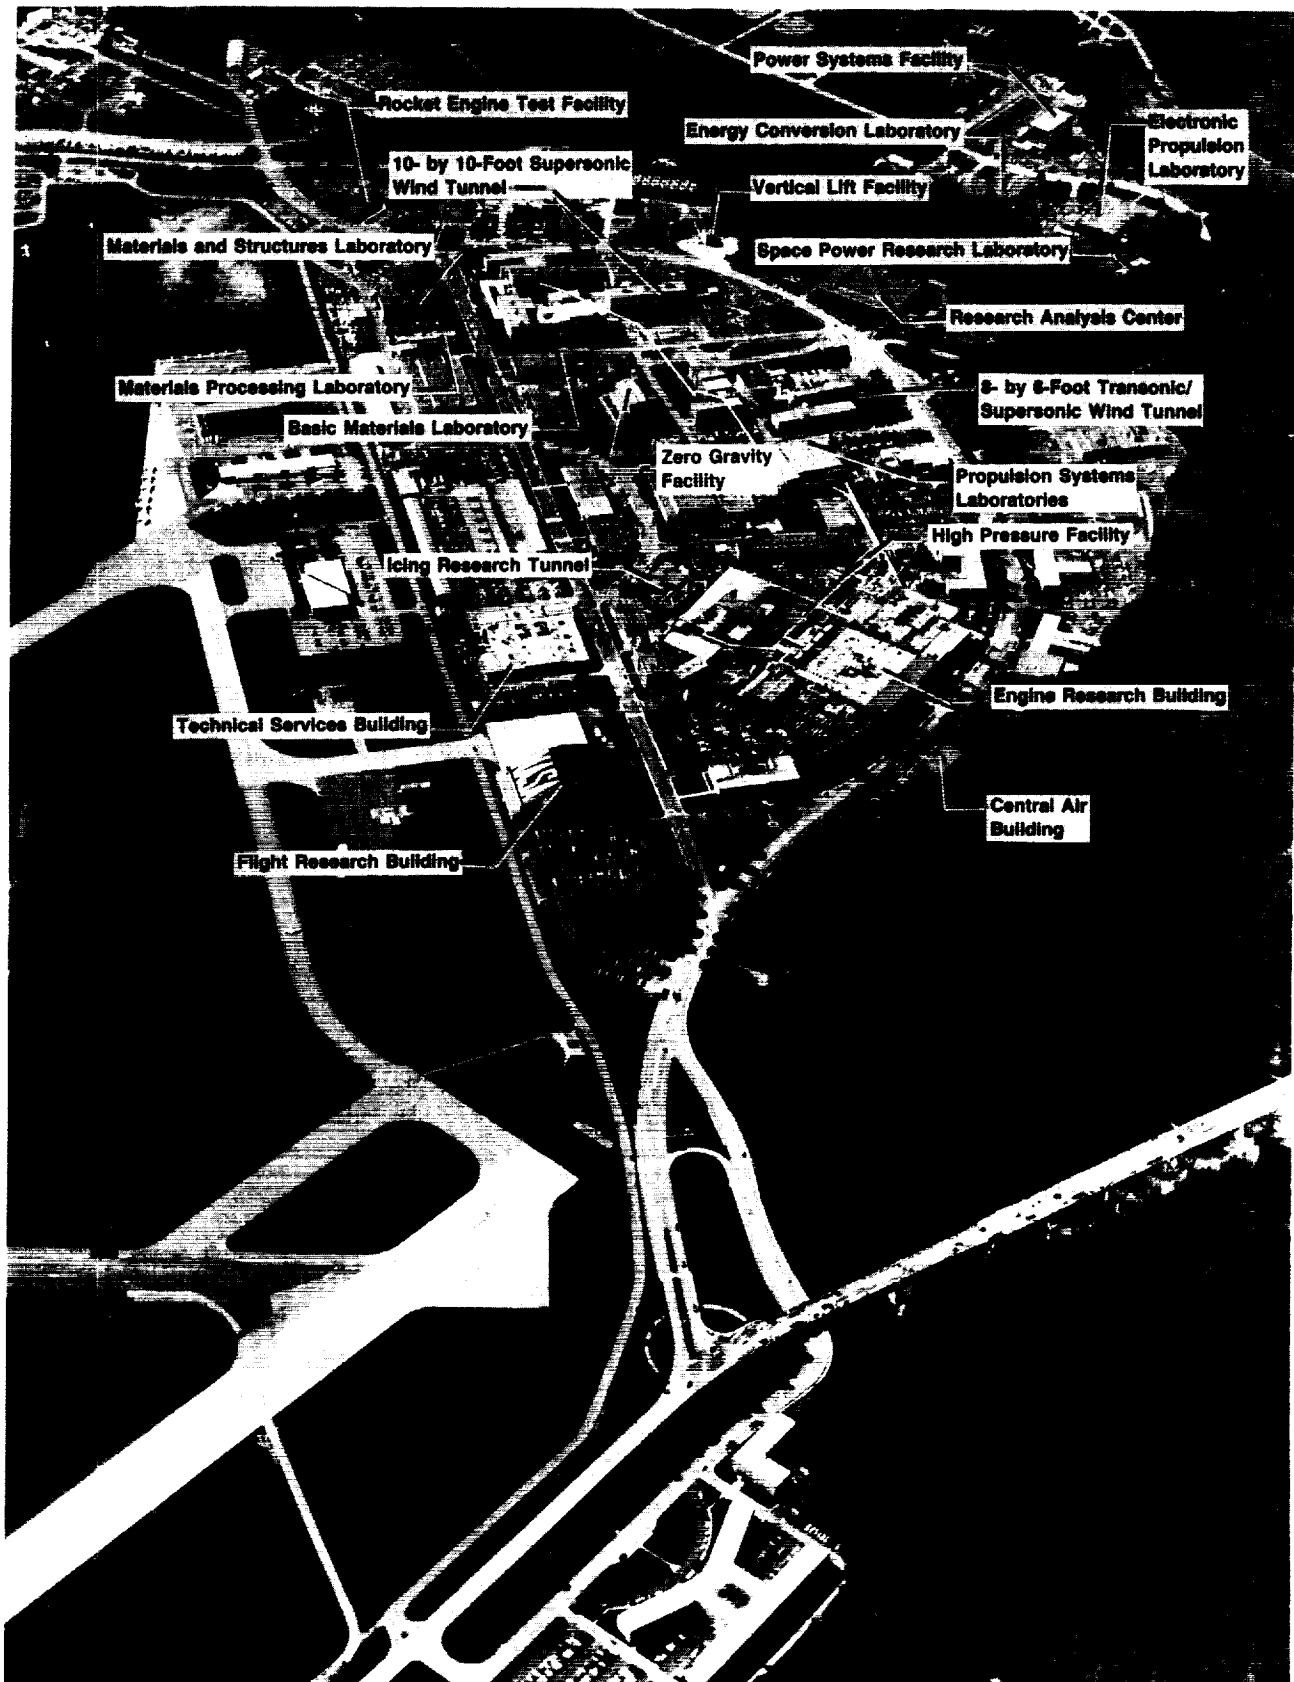 Power Systems Facility
Rocket Engine Test Facility
Energy Conversion Laboratory
Electronic
Propulsion
Laboratory
10- by 10-Foot Supersonic
Wind Tunnel
Vertical Lift Facility
Materials and Structures Laboratory
Space Power Research Laboratory
Research Analysis Center
Materials Processing Laboratory
8- by 6-Foot Transonic/
Supersonic Wind Tunnel
Basic Materials Laboratory
Zero Gravity
Facility
Propulsion Systems
Laboratories
High Pressure Facility
Icing Research Tunnel
Engine Research Building
Technical Services Building
Central Air
Building
Flight Research Building